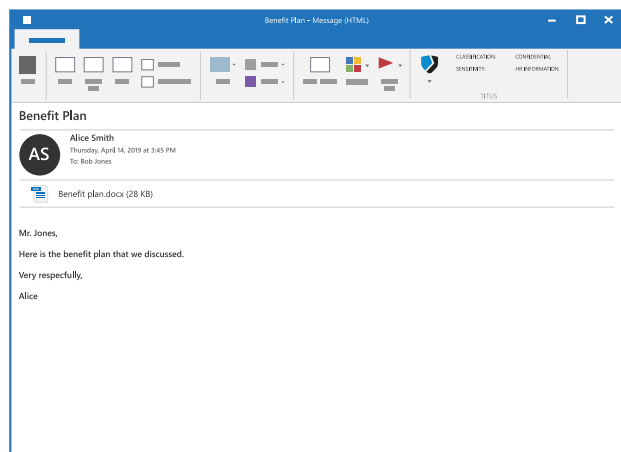 Benefit Plan – Message (HTML)
CLASSIFICATION: CONFIDENTIAL
SENSITIVITY: HR INFORMATION
TITUS
Benefit Plan
AS
Alice Smith
Thursday, April 14, 2019 at 3:45 PM
To: Bob Jones
Benefit plan.docx (28 KB)
Mr. Jones,
Here is the benefit plan that we discussed.
Very respecfully,
Alice